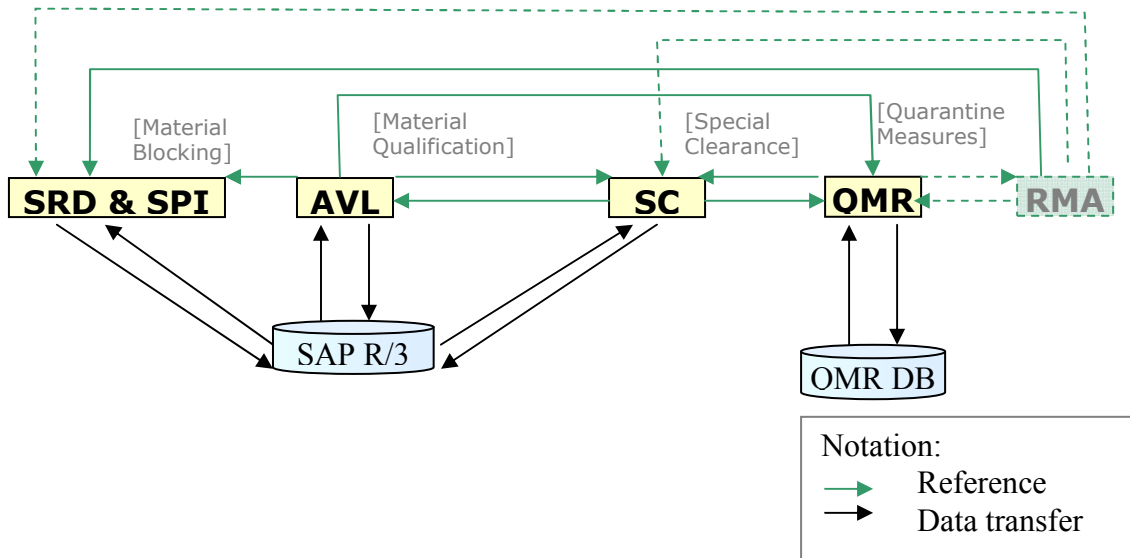 [Material
Blocking]
[Material
Qualification]
[Special
Clearance]
[Quarantine
Measures]
SRD & SPI
AVL
SC
QMR
RMA
SAP R/3
OMR DB
Notation:
Reference
Data transfer